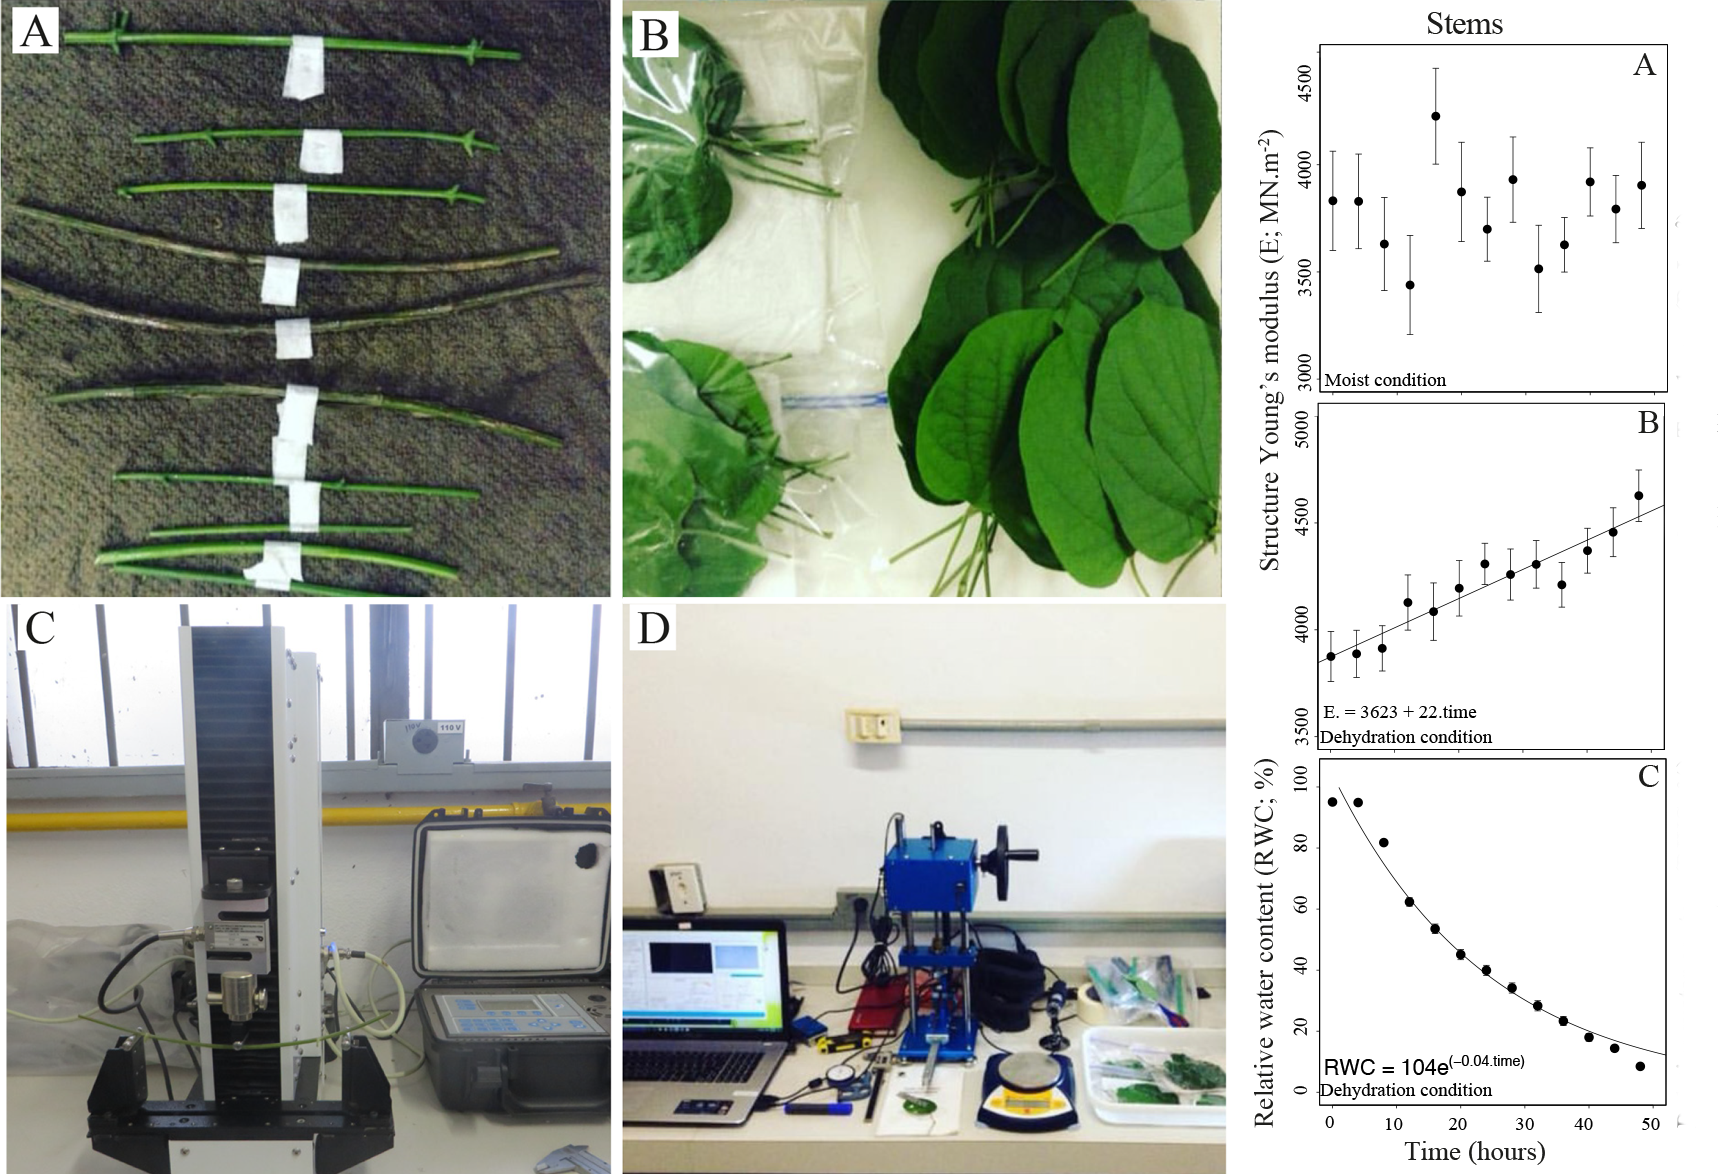 A
B
C
110V
110 V
D
Stems
Structure Young's modulus (E; MN.m-2)
A
4500
4000
3500
3000
Moist condition
B
5000
4500
4000
3500
E. = 3623 + 22.time
Dehydration condition
Relative water content (RWC; %)
C
100
80
60
40
20
0
RWC = 104e(−0.04.time)
Dehydration condition
0 10 20 30 40 50
Time (hours)